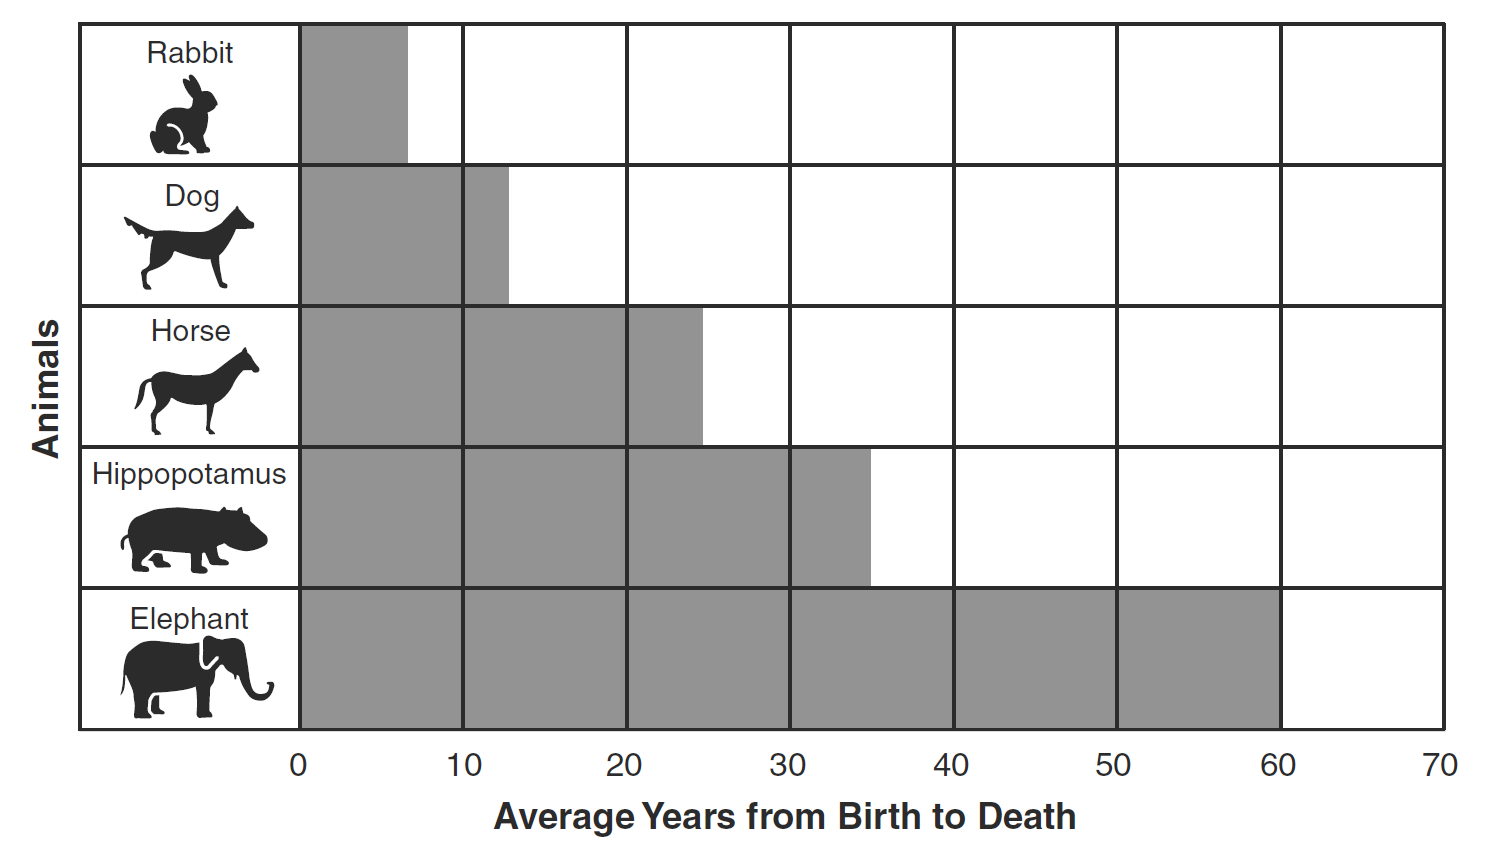 Rabbit
Dog
Horse
Hippopotamus
Elephant
Animals
0 10 20 30 40 50 60 70
Average Years from Birth to Death